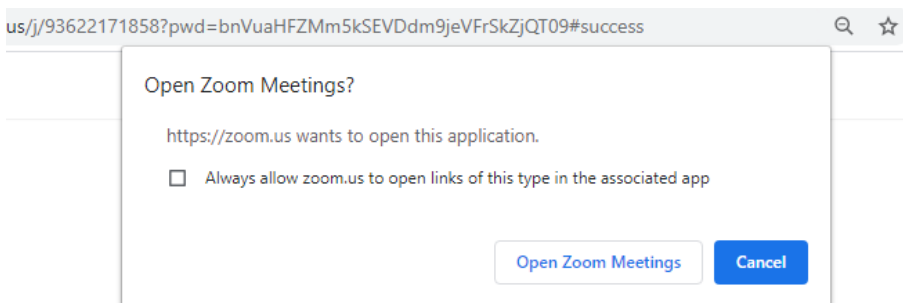 us/j/93622171858?pwd=bnVuaHFZMm5kSEVDdm9jeVFrSkZjQT09#success
Open Zoom Meetings?
https://zoom.us wants to open this application.
Always allow zoom.us to open links of this type in the associated app
Open Zoom Meetings Cancel